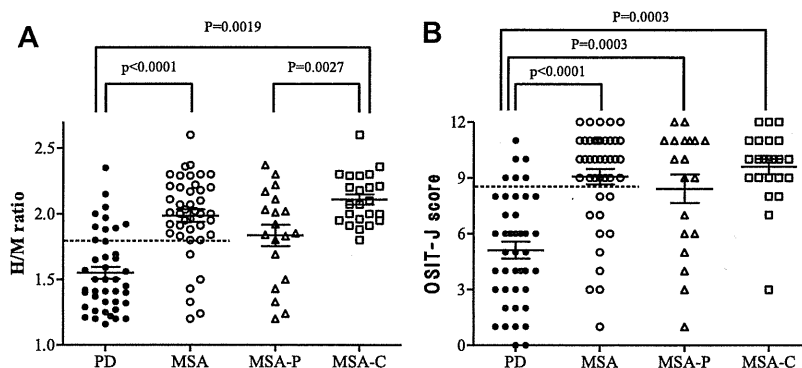 A
P=0.0019
p<0.0001
P=0.0027
H/M ratio
2.5
2.0
1.5
1.0
PD
MSA
MSA-P
MSA-C
B
P=0.0003
P=0.0003
p<0.0001
OSIT-J score
12
9
6
3
0
PD
MSA
MSA-P
MSA-C